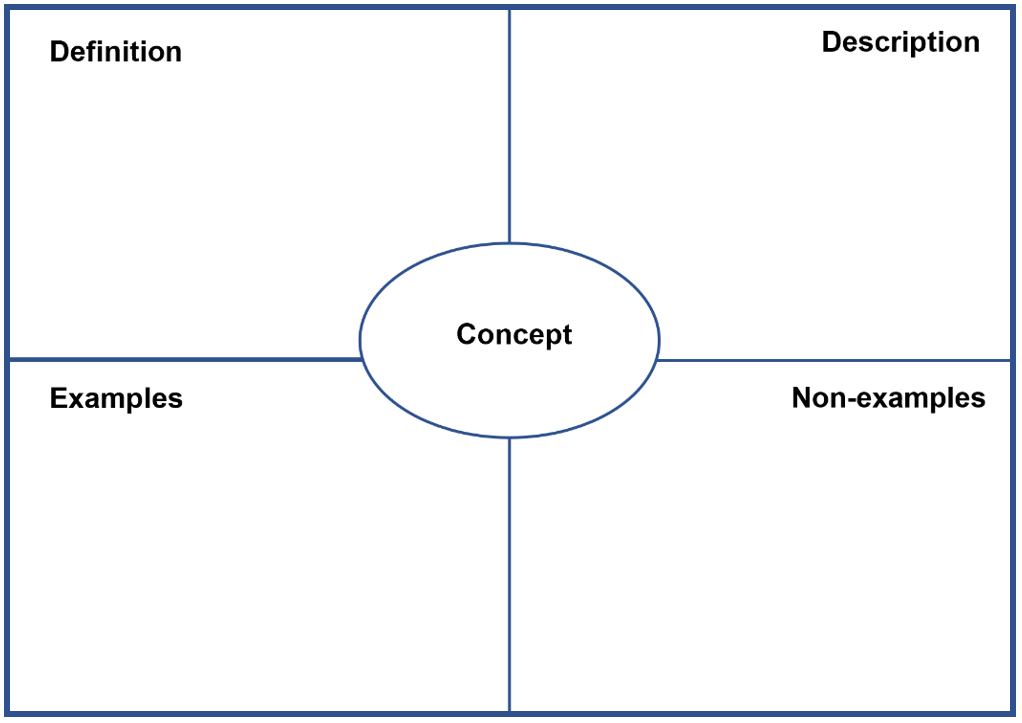 Definition
Description
Concept
Examples
Non-examples